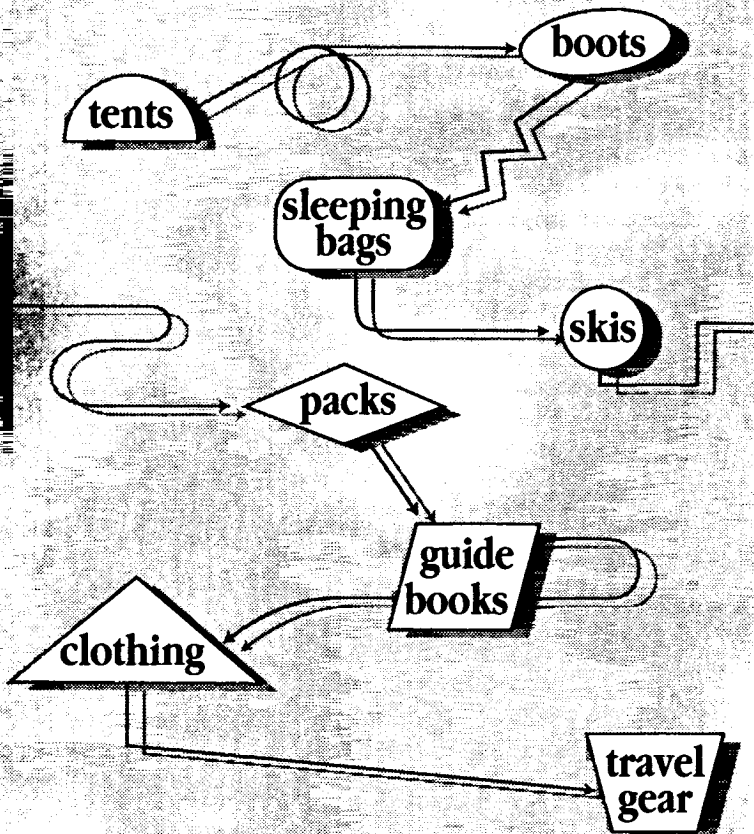 boots
tents
sleeping
bags
skis
packs
guide
books
clothing
travel
gear